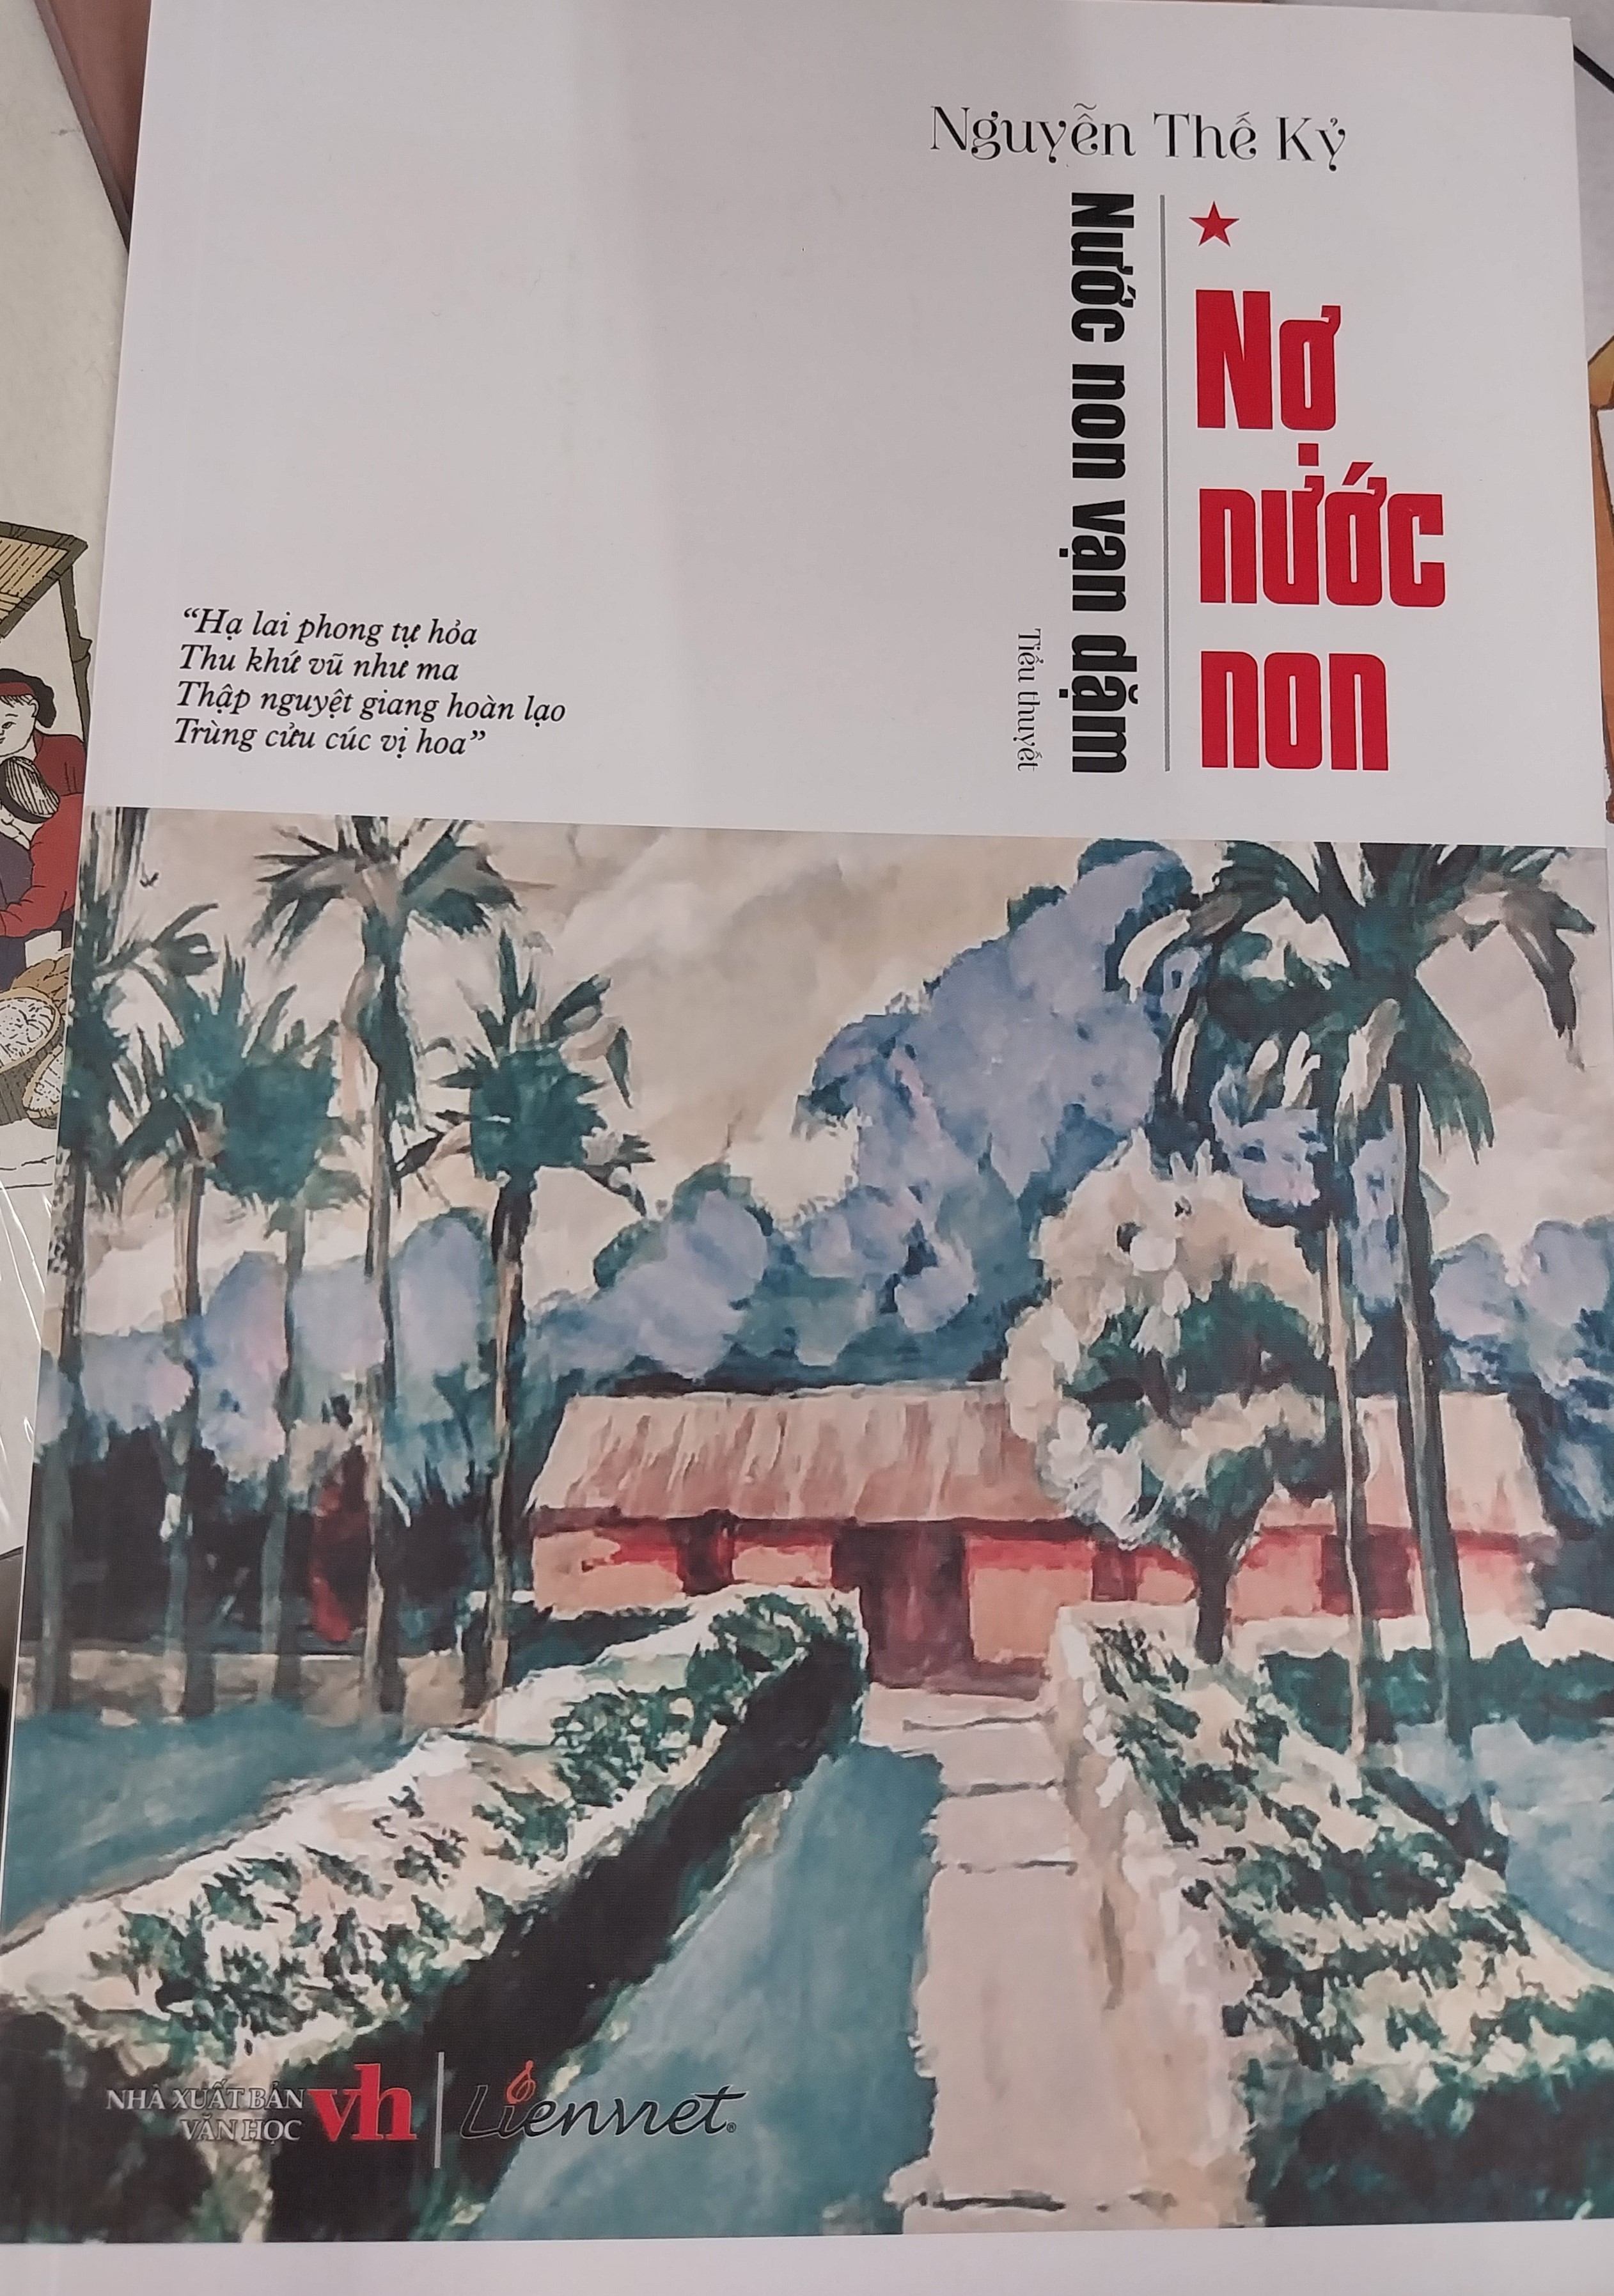 Nguyễn Thế Kỷ
Nợ
nước
non
Nước non vạn dặm
Tiểu thuyết
“Hạ lai phong tự hỏa
Thu khứ vũ như ma
Thập nguyệt giang hoàn lạo
Trùng cửu cúc vị hoa”
NHÀ XUẤT BẢN
VĂN HỌC
vh
Lienviet